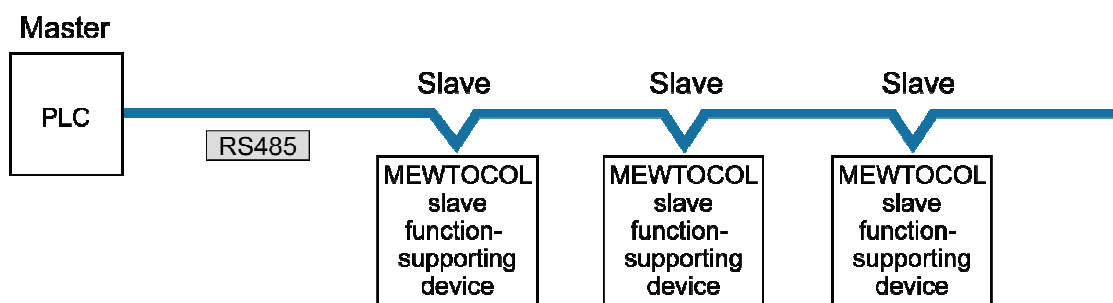 Master
PLC
RS485
Slave
Slave
Slave
MEWTOCOL
slave
function-
supporting
device
MEWTOCOL
slave
function-
supporting
device
MEWTOCOL
slave
function-
supporting
device